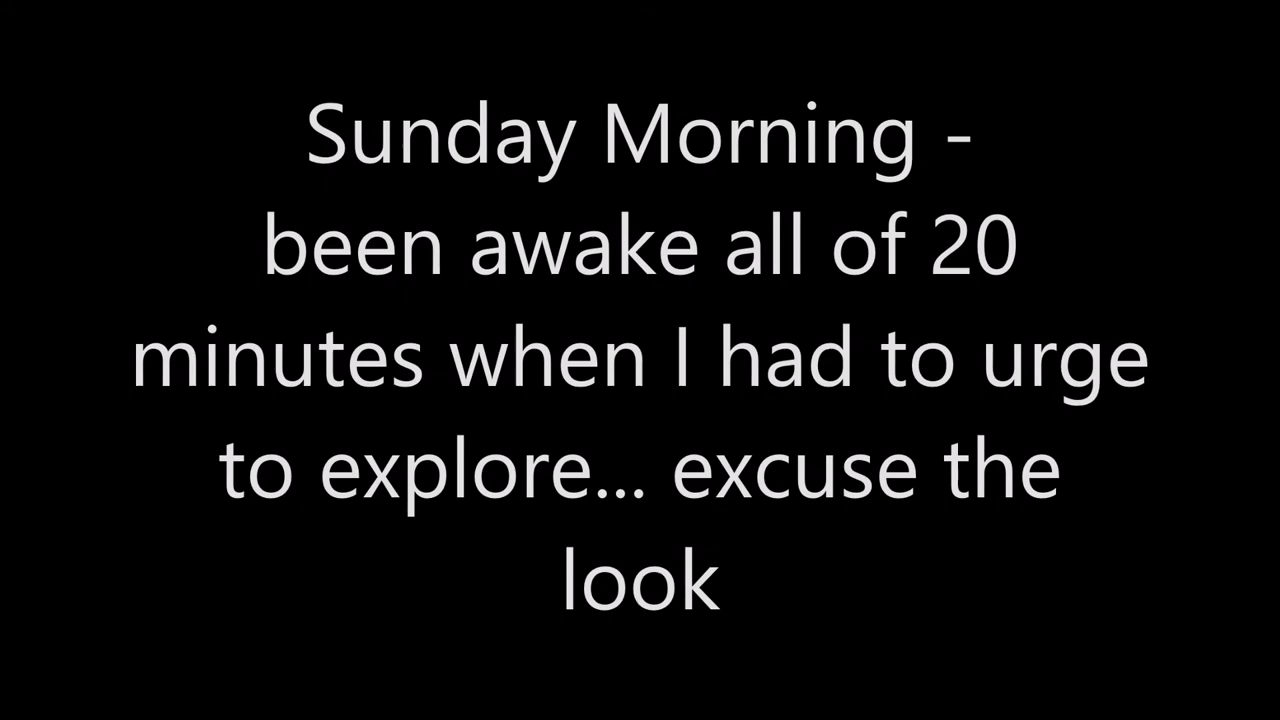 Sunday Morning -
been awake all of 20
minutes when I had to urge
to explore... excuse the
look